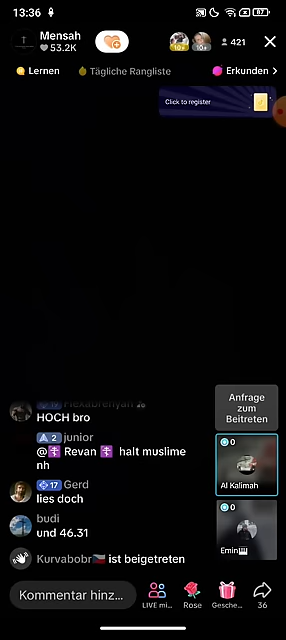 13:36
87
Mensah
53.2K
10+
10+
421
Lernen
Tägliche Rangliste
Erkunden
Click to register
Anfrage
zum
Beitreten
HOCH bro
2 junior
@ Revan halt muslime
nh
0
Al Kalimah
17 Gerd
lies doch
budi
und 46.31
0
Emin
Kurvabobr ist beigetreten
Kommentar hinz...
LIVE mi...
Rose
Gesche...
36